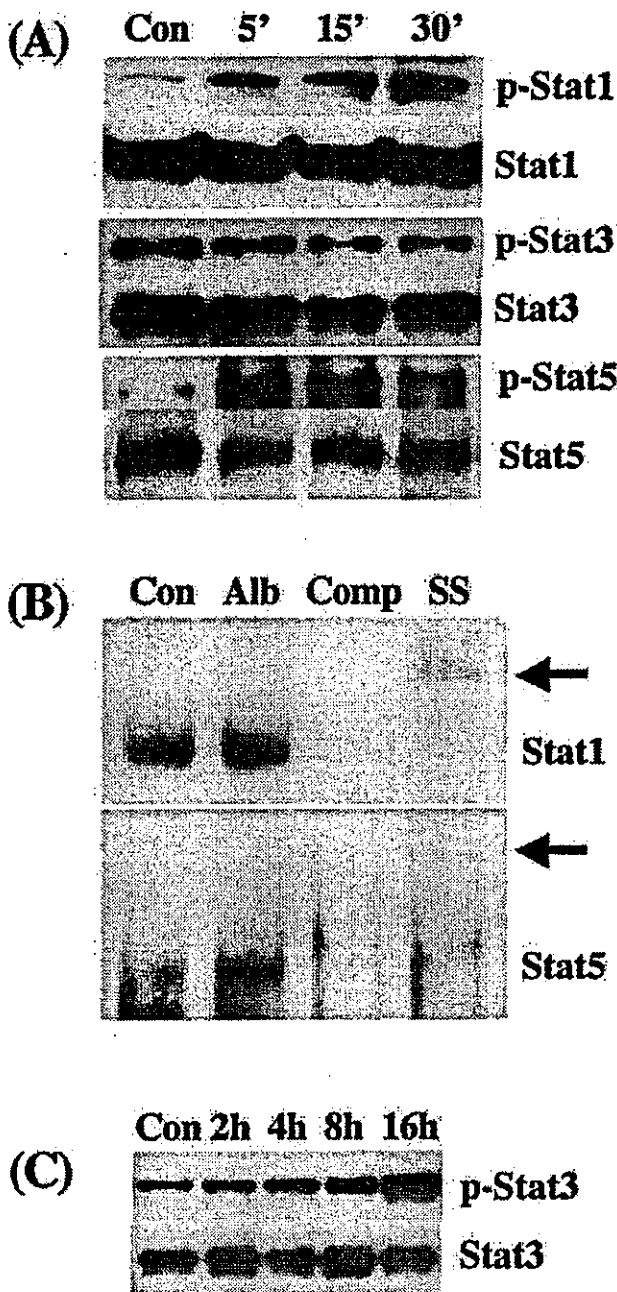 (A) Con 5’ 15’ 30’
p-Stat1
Stat1
p-Stat3
Stat3
p-Stat5
Stat5
(B) Con Alb Comp SS
Stat1
Stat5
Con 2h 4h 8h 16h
(C) p-Stat3
Stat3